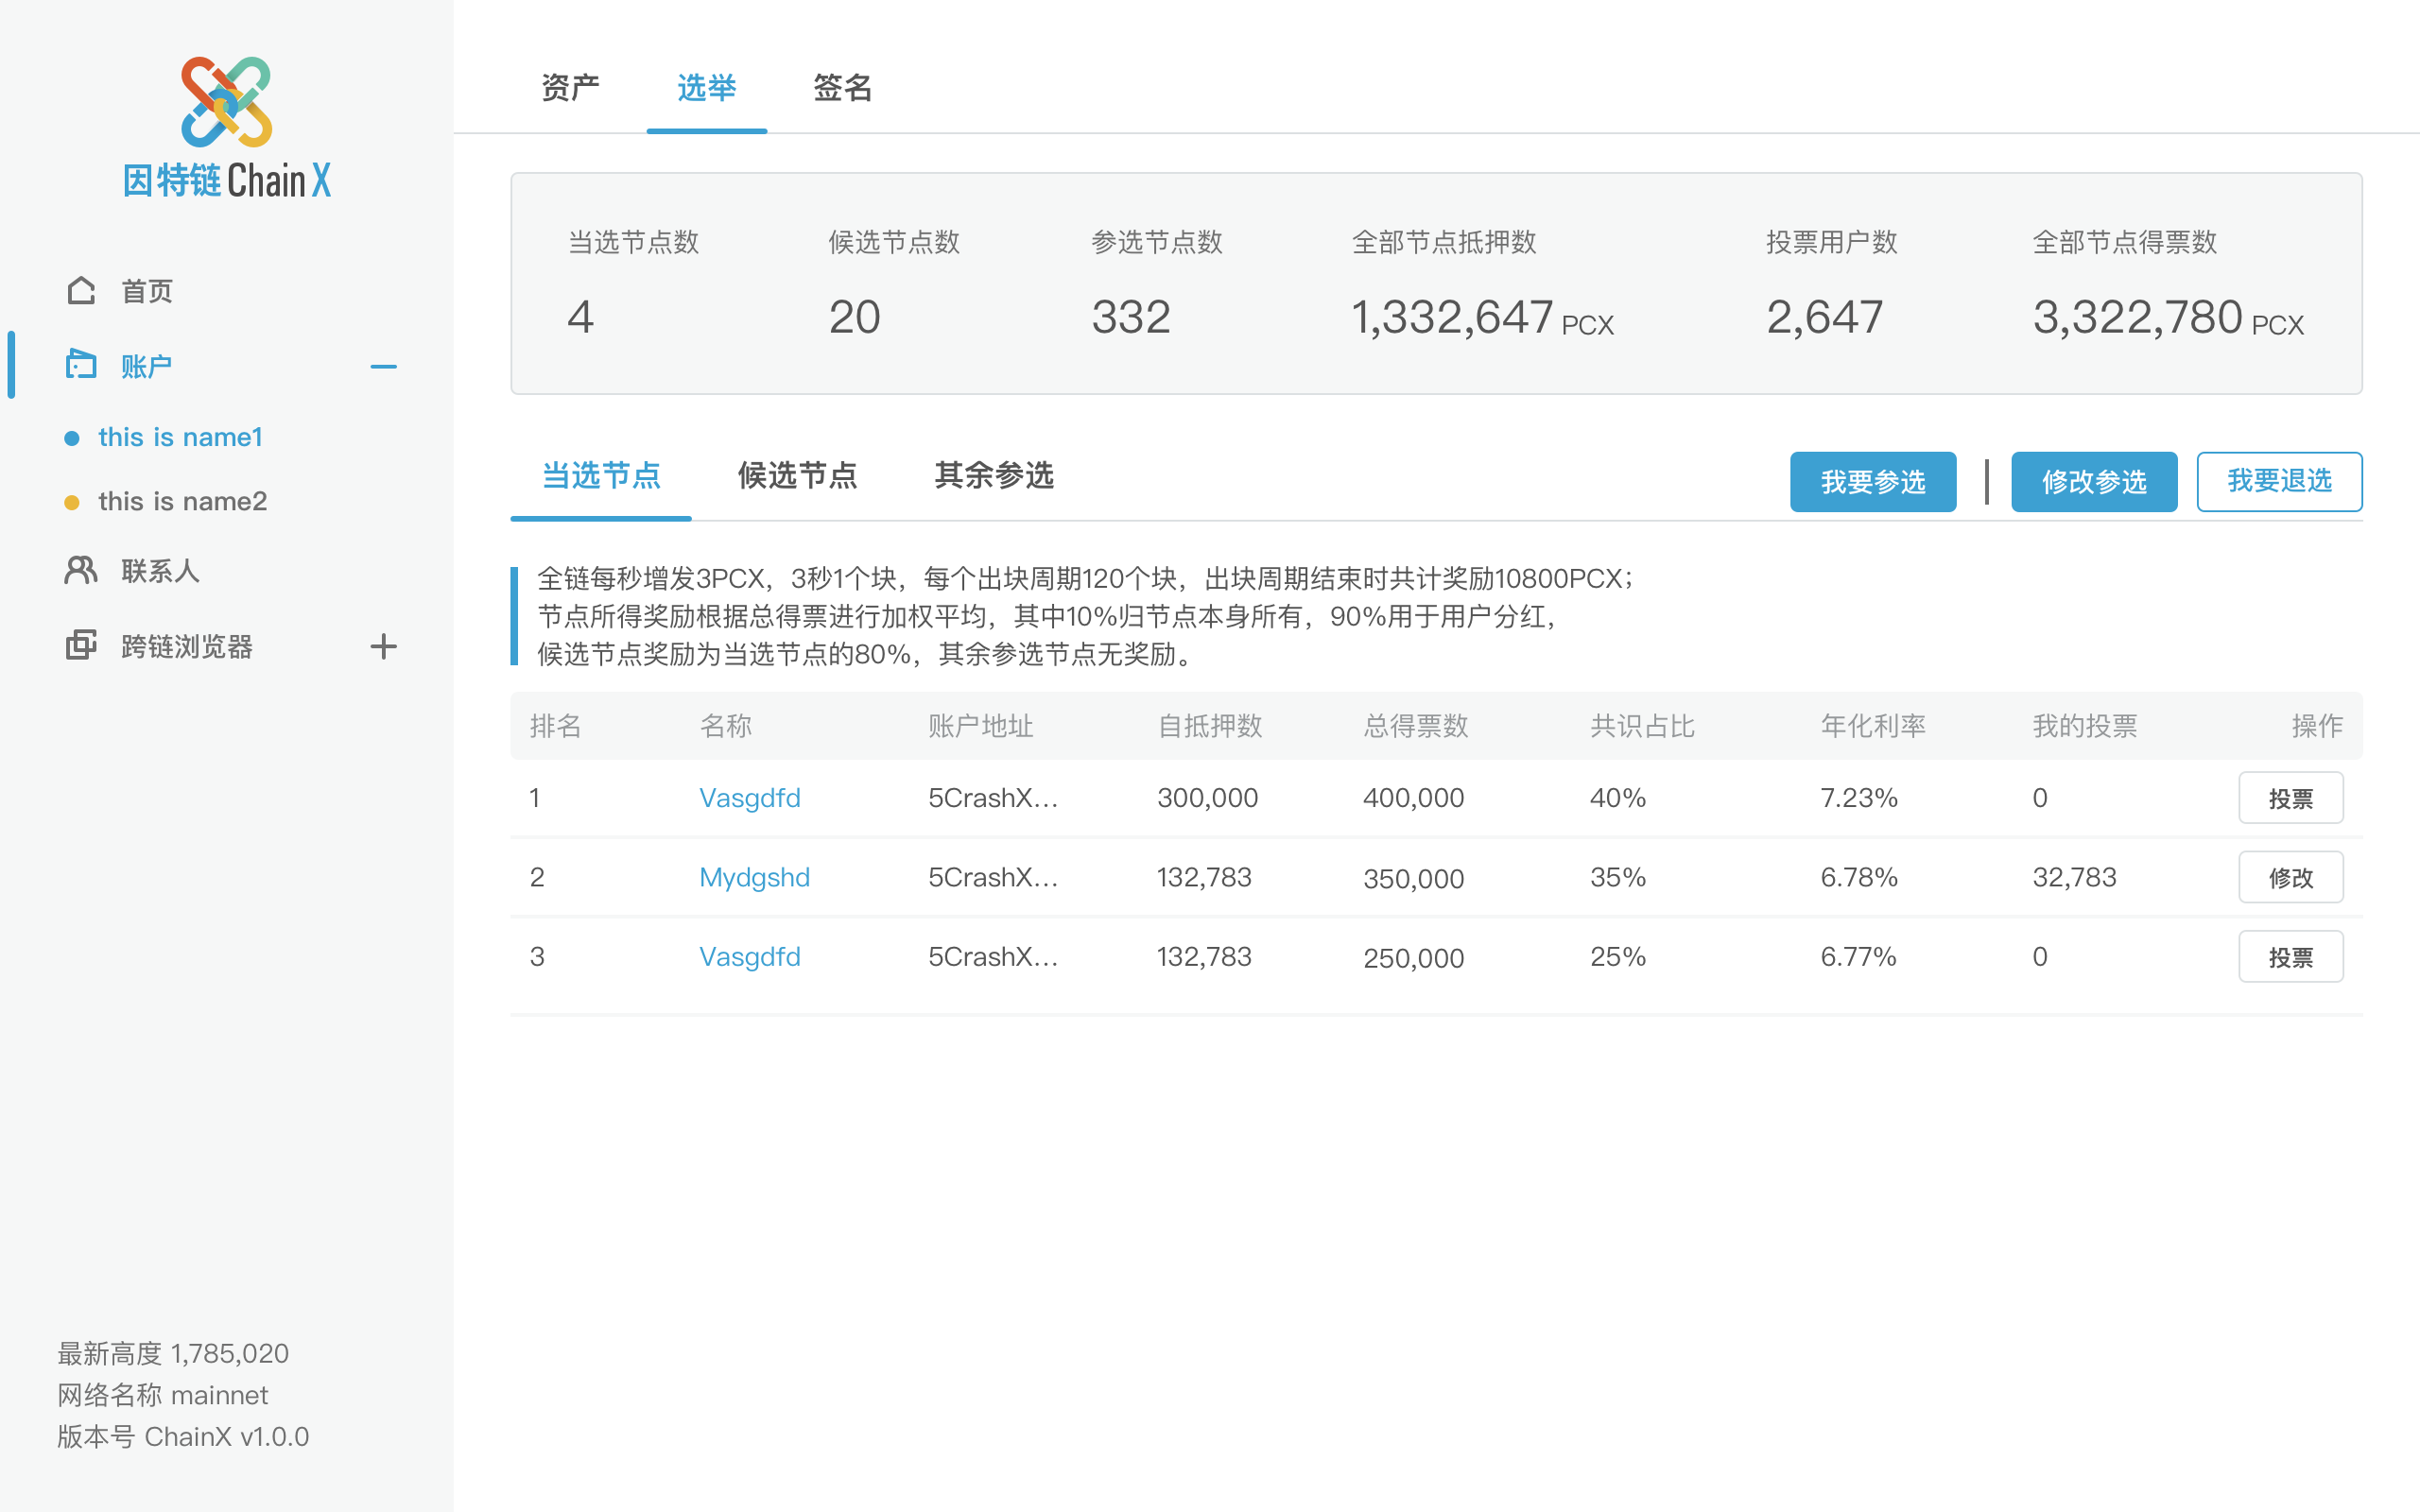 因特链 ChainX
首页
账户
this is name1
this is name2
联系人
跨链浏览器
最新高度 1,785,020
网络名称 mainnet
版本号 ChainX v1.0.0
资产 选举 签名
当选节点数 候选节点数 参选节点数 全部节点抵押数 投票用户数 全部节点得票数
4 20 332 1,332,647 PCX 2,647 3,322,780 PCX
当选节点 候选节点 其余参选 我要参选 修改参选 我要退选
全链每秒增发3PCX，3秒1个块，每个出块周期120个块，出块周期结束时共计奖励10800PCX；
节点所得奖励根据总得票进行加权平均，其中10%归节点本身所有，90%用于用户分红，
候选节点奖励为当选节点的80%，其余参选节点无奖励。
排名 名称 账户地址 自抵押数 总得票数 共识占比 年化利率 我的投票 操作
1 Vasgdfd 5CrashX... 300,000 400,000 40% 7.23% 0 投票
2 Mydgshd 5CrashX... 132,783 350,000 35% 6.78% 32,783 修改
3 Vasgdfd 5CrashX... 132,783 250,000 25% 6.77% 0 投票